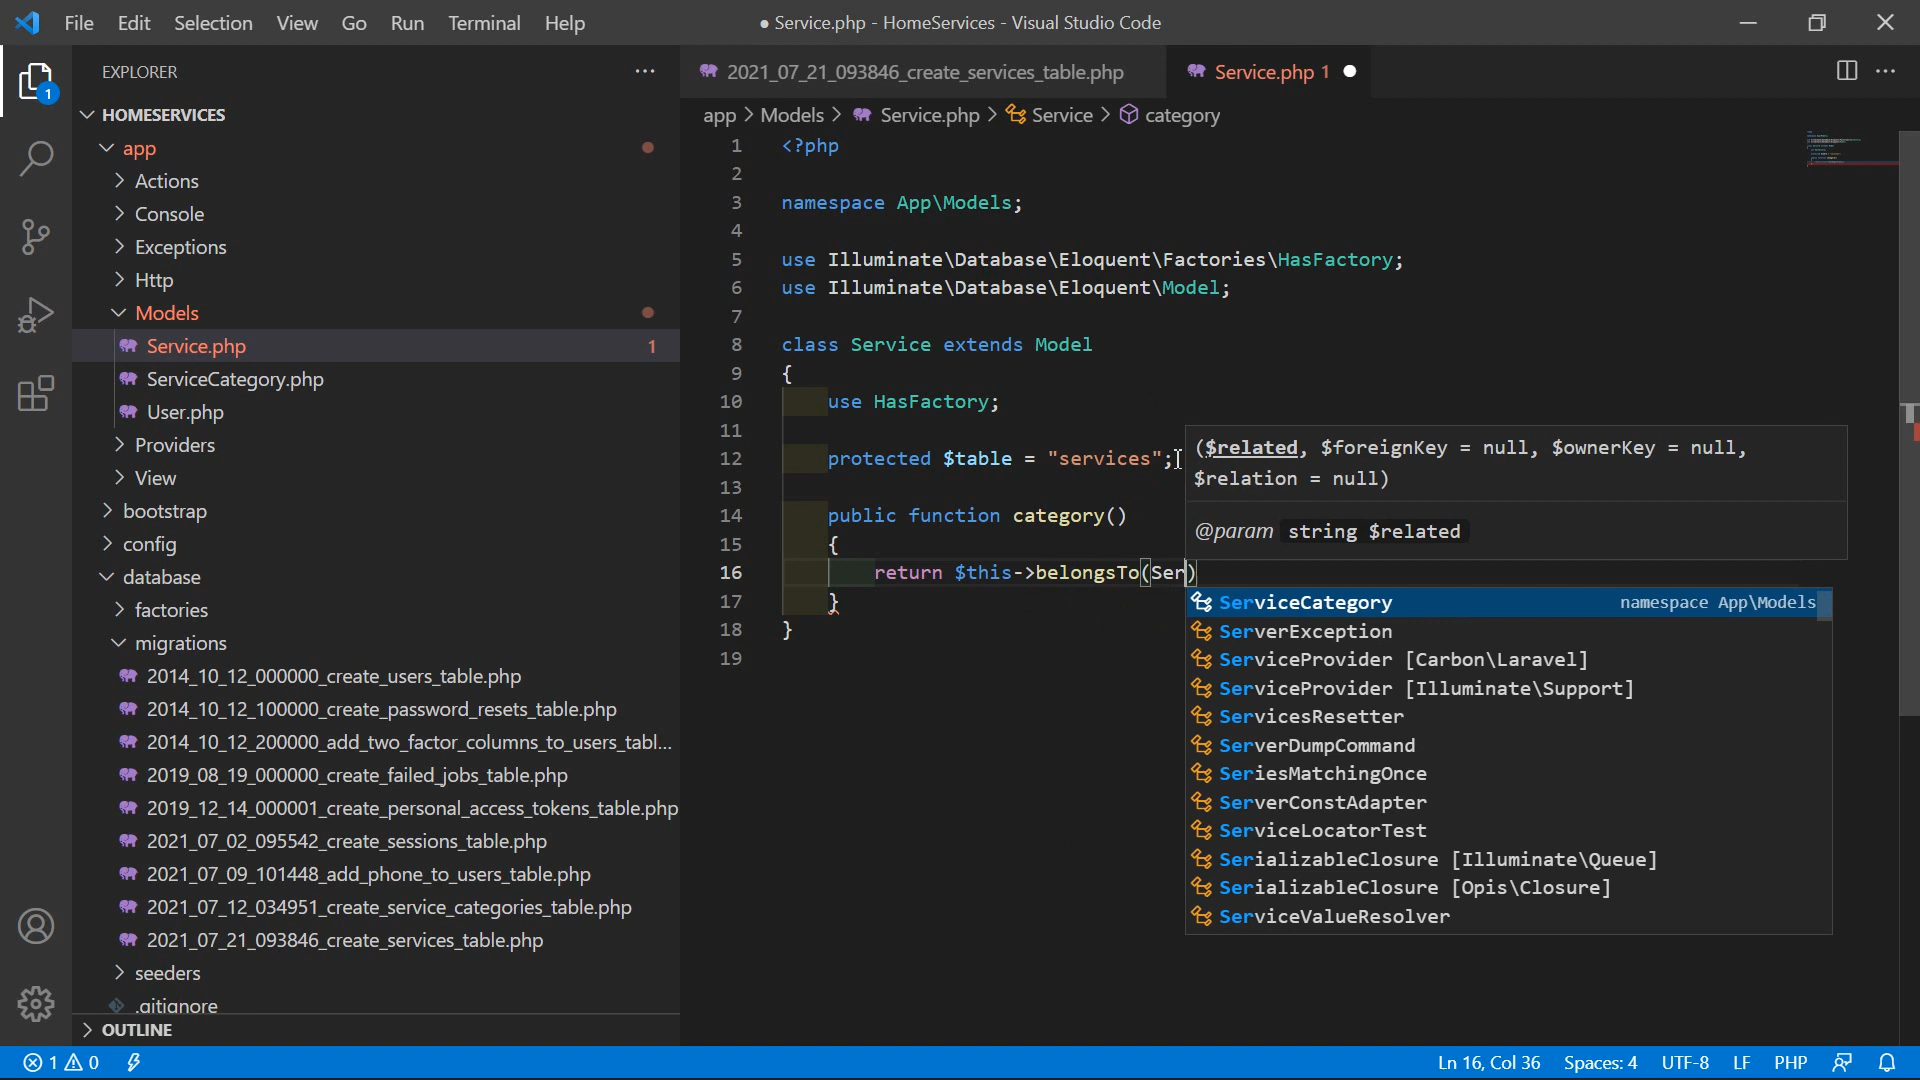 File Edit Selection View Go Run Terminal Help
● Service.php - HomeServices - Visual Studio Code
EXPLORER
HOMESERVICES
app
Actions
Console
Exceptions
Http
Models
Service.php 1
ServiceCategory.php
User.php
Providers
View
bootstrap
config
database
factories
migrations
2014_10_12_000000_create_users_table.php
2014_10_12_100000_create_password_resets_table.php
2014_10_12_200000_add_two_factor_columns_to_users_tabl...
2019_08_19_000000_create_failed_jobs_table.php
2019_12_14_000001_create_personal_access_tokens_table.php
2021_07_02_095542_create_sessions_table.php
2021_07_09_101448_add_phone_to_users_table.php
2021_07_12_034951_create_service_categories_table.php
2021_07_21_093846_create_services_table.php
seeders
.gitignore
OUTLINE
1
2021_07_21_093846_create_services_table.php
Service.php 1
app > Models > Service.php > Service > category
1 <?php
2
3 namespace App\Models;
4
5 use Illuminate\Database\Eloquent\Factories\HasFactory;
6 use Illuminate\Database\Eloquent\Model;
7
8 class Service extends Model
9 {
10 use HasFactory;
11
12 protected $table = "services";
13
14 public function category()
15 {
16 return $this->belongsTo(Ser)
17 }
18 }
19
($related, $foreignKey = null, $ownerKey = null,
$relation = null)
@param string $related
ServiceCategory namespace App\Models
ServerException
ServiceProvider [Carbon\Laravel]
ServiceProvider [Illuminate\Support]
ServicesResetter
ServerDumpCommand
SeriesMatchingOnce
ServerConstAdapter
ServiceLocatorTest
SerializableClosure [Illuminate\Queue]
SerializableClosure [Opis\Closure]
ServiceValueResolver
1 0
Ln 16, Col 36 Spaces: 4 UTF-8 LF PHP